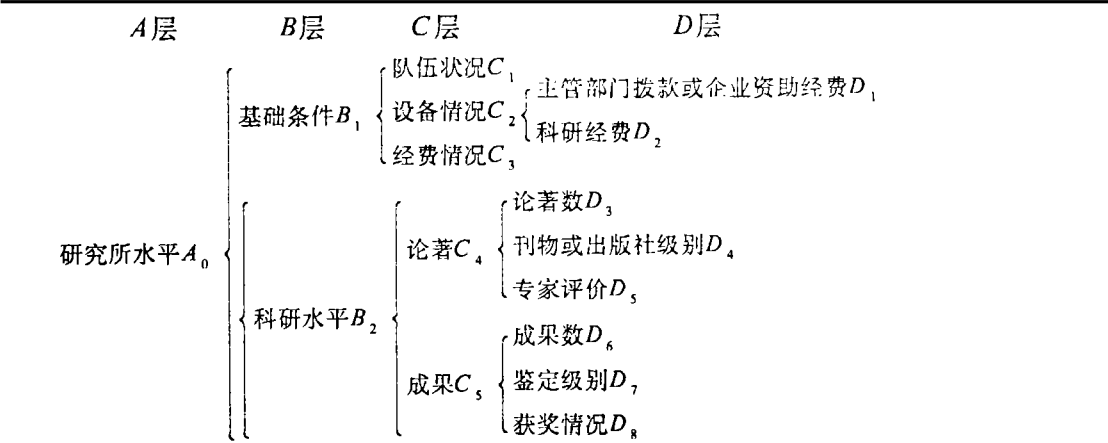 A层 B层 C层 D层
队伍状况C₁
主管部门拨款或企业资助经费D₁
基础条件B₁ 设备情况C₂
科研经费D₂
经费情况C₃
论著数D₃
研究所水平A₀ 论著C₄ 刊物或出版社级别D₄
专家评价D₅
科研水平B₂
成果数D₆
成果C₅ 鉴定级别D₇
获奖情况D₈